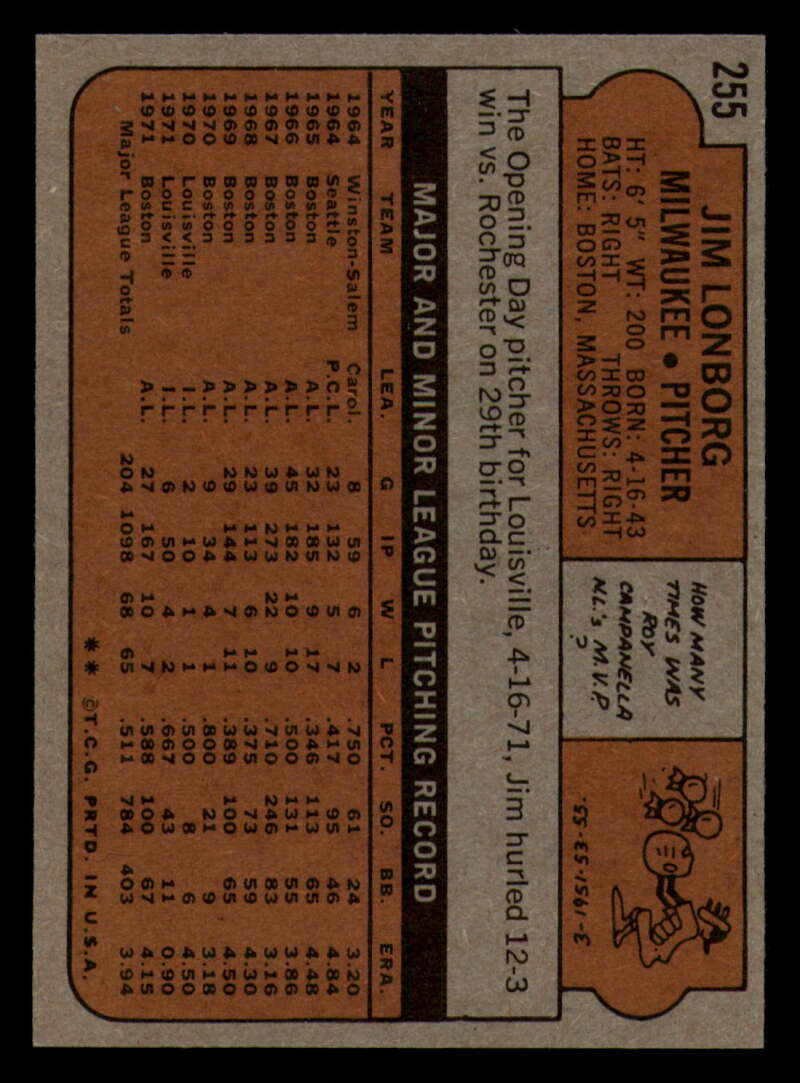 255
JIM LONBORG
MILWAUKEE • PITCHER
HT: 6' 5" WT: 200 BORN: 4-16-43
BATS: RIGHT THROWS: RIGHT
HOME: BOSTON, MASSACHUSETTS
HOW MANY
TIMES WAS
ROY
CAMPANELLA
N.L.'s M.V.P.
?
3-1951-53-55.
The Opening Day pitcher for Louisville, 4-16-71, Jim hurled 12-3
win vs. Rochester on 29th birthday.
MAJOR AND MINOR LEAGUE PITCHING RECORD
YEAR TEAM LEA. G IP W L PCT. SO. BB. ERA.
1964 Winston-Salem Carol. 8 59 6 2 .750 61 24 3.20
1964 Seattle P.C.L. 23 132 5 7 .417 95 46 4.84
1965 Boston A.L. 32 185 9 17 .346 113 65 4.48
1966 Boston A.L. 45 182 10 10 .500 131 55 3.86
1967 Boston A.L. 39 273 22 9 .710 246 83 3.16
1968 Boston A.L. 23 113 6 10 .375 73 59 4.30
1969 Boston A.L. 29 144 7 11 .389 100 65 4.50
1970 Boston A.L. 9 34 4 1 .800 21 9 3.18
1970 Louisville I.L. 2 10 1 1 .500 8 6 4.50
1971 Louisville I.L. 6 50 4 2 .667 43 11 0.90
1971 Boston A.L. 27 167 10 7 .588 100 67 4.15
Major League Totals 204 1098 68 65 .511 784 403 3.94
** ©T.C.G. PRTD. IN U.S.A.